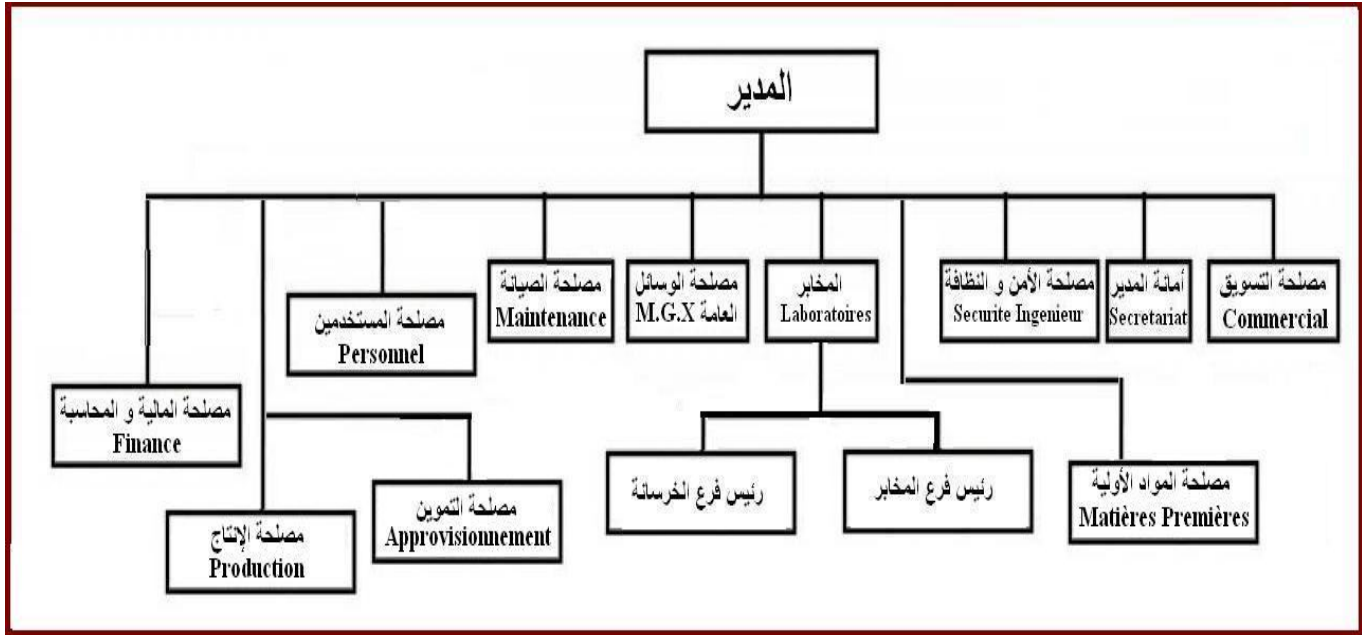 المدير
مصلحة التسويق
Commercial
أمانة المدير
Secretariat
مصلحة الأمن و النظافة
Securite Ingenieur
المخابر
Laboratoires
مصلحة الوسائل
العامة M.G.X
مصلحة الصيانة
Maintenance
مصلحة المستخدمين
Personnel
مصلحة المالية و المحاسبة
Finance
مصلحة المواد الأولية
Matières Premières
رئيس فرع المخابر
رئيس فرع الخرسانة
مصلحة التموين
Approvisionnement
مصلحة الإنتاج
Production